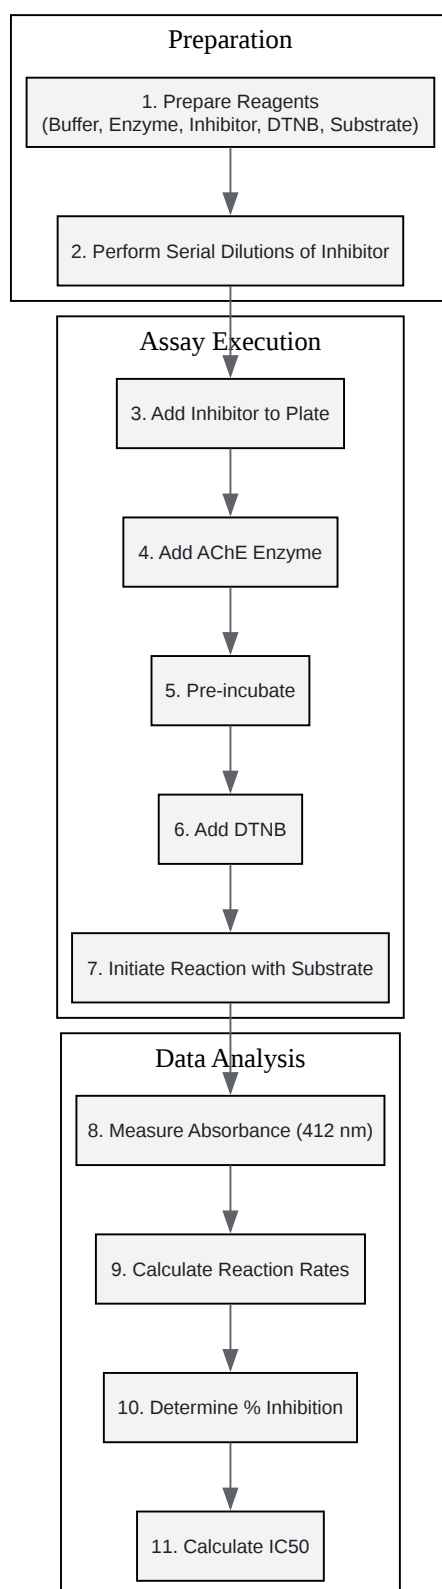 Preparation
1. Prepare Reagents
(Buffer, Enzyme, Inhibitor, DTNB, Substrate)
2. Perform Serial Dilutions of Inhibitor
Assay Execution
3. Add Inhibitor to Plate
4. Add AChE Enzyme
5. Pre-incubate
6. Add DTNB
7. Initiate Reaction with Substrate
Data Analysis
8. Measure Absorbance (412 nm)
9. Calculate Reaction Rates
10. Determine % Inhibition
11. Calculate IC50